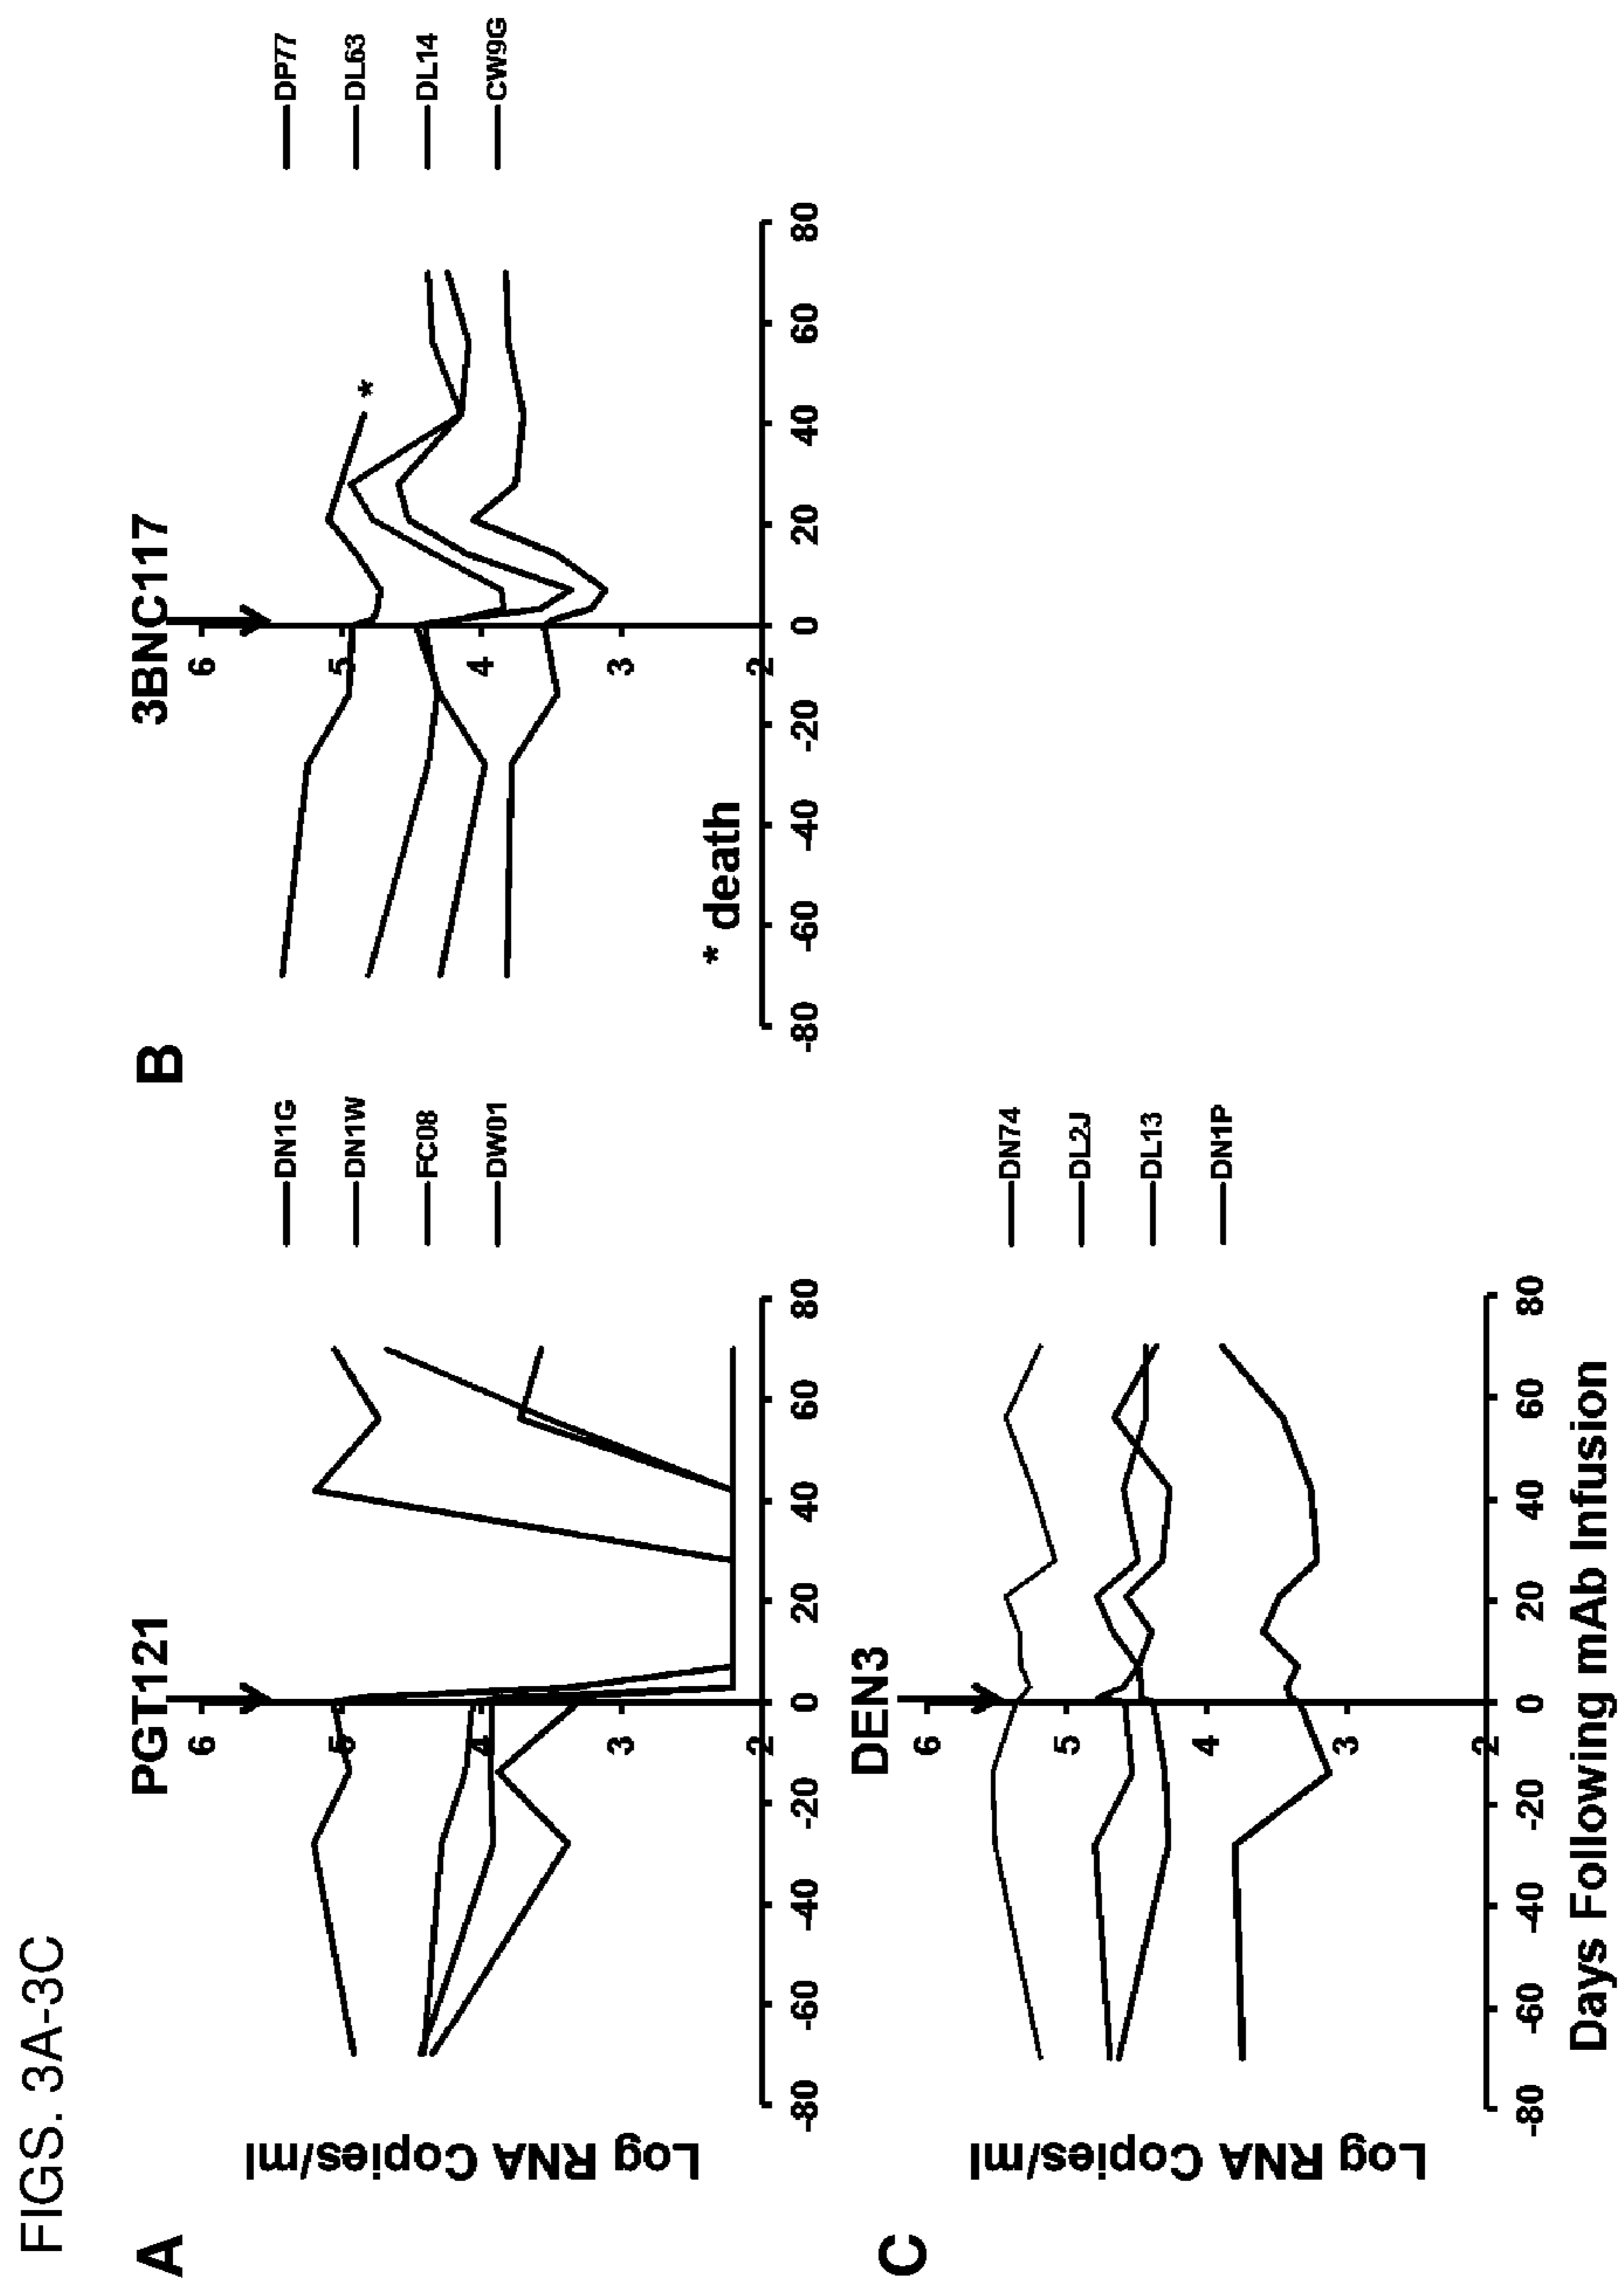 FIGS. 3A-3C
A
PGT121
Log RNA Copies/ml
6
5
4
3
2
-80 -60 -40 -20 0 20 40 60 80
DN1G
DN1W
FC08
DW01
B
3BNC117
6
5
4
3
2
*
* death
-80 -60 -40 -20 0 20 40 60 80
DP77
DL63
DL14
CW9G
C
DEN3
Log RNA Copies/ml
6
5
4
3
2
-80 -60 -40 -20 0 20 40 60 80
Days Following mAb Infusion
DN74
DL2J
DL13
DN1P